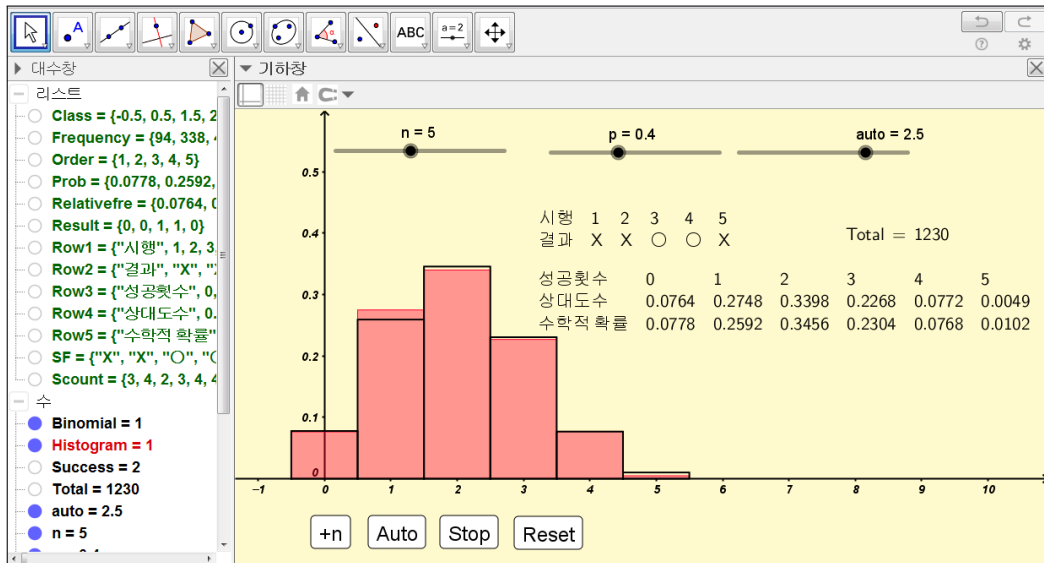 ABC
a=2
대수창
기하창
리스트
Class = {-0.5, 0.5, 1.5, 2
Frequency = {94, 338,
Order = {1, 2, 3, 4, 5}
Prob = {0.0778, 0.2592,
Relativefre = {0.0764, 0
Result = {0, 0, 1, 1, 0}
Row1 = {"시행", 1, 2, 3,
Row2 = {"결과", "X", "
Row3 = {"성공횟수", 0,
Row4 = {"상대도수", 0.
Row5 = {"수학적 확률"
SF = {"X", "X", "○", "
Scount = {3, 4, 2, 3, 4, 4
수
Binomial = 1
Histogram = 1
Success = 2
Total = 1230
auto = 2.5
n = 5
n = 5
p = 0.4
auto = 2.5
시행 1 2 3 4 5
결과 X X ○ ○ X
Total = 1230
성공횟수 0 1 2 3 4 5
상대도수 0.0764 0.2748 0.3398 0.2268 0.0772 0.0049
수학적 확률 0.0778 0.2592 0.3456 0.2304 0.0768 0.0102
0.5
0.4
0.3
0.2
0.1
0
-1 0 1 2 3 4 5 6 7 8 9 10
+n Auto Stop Reset